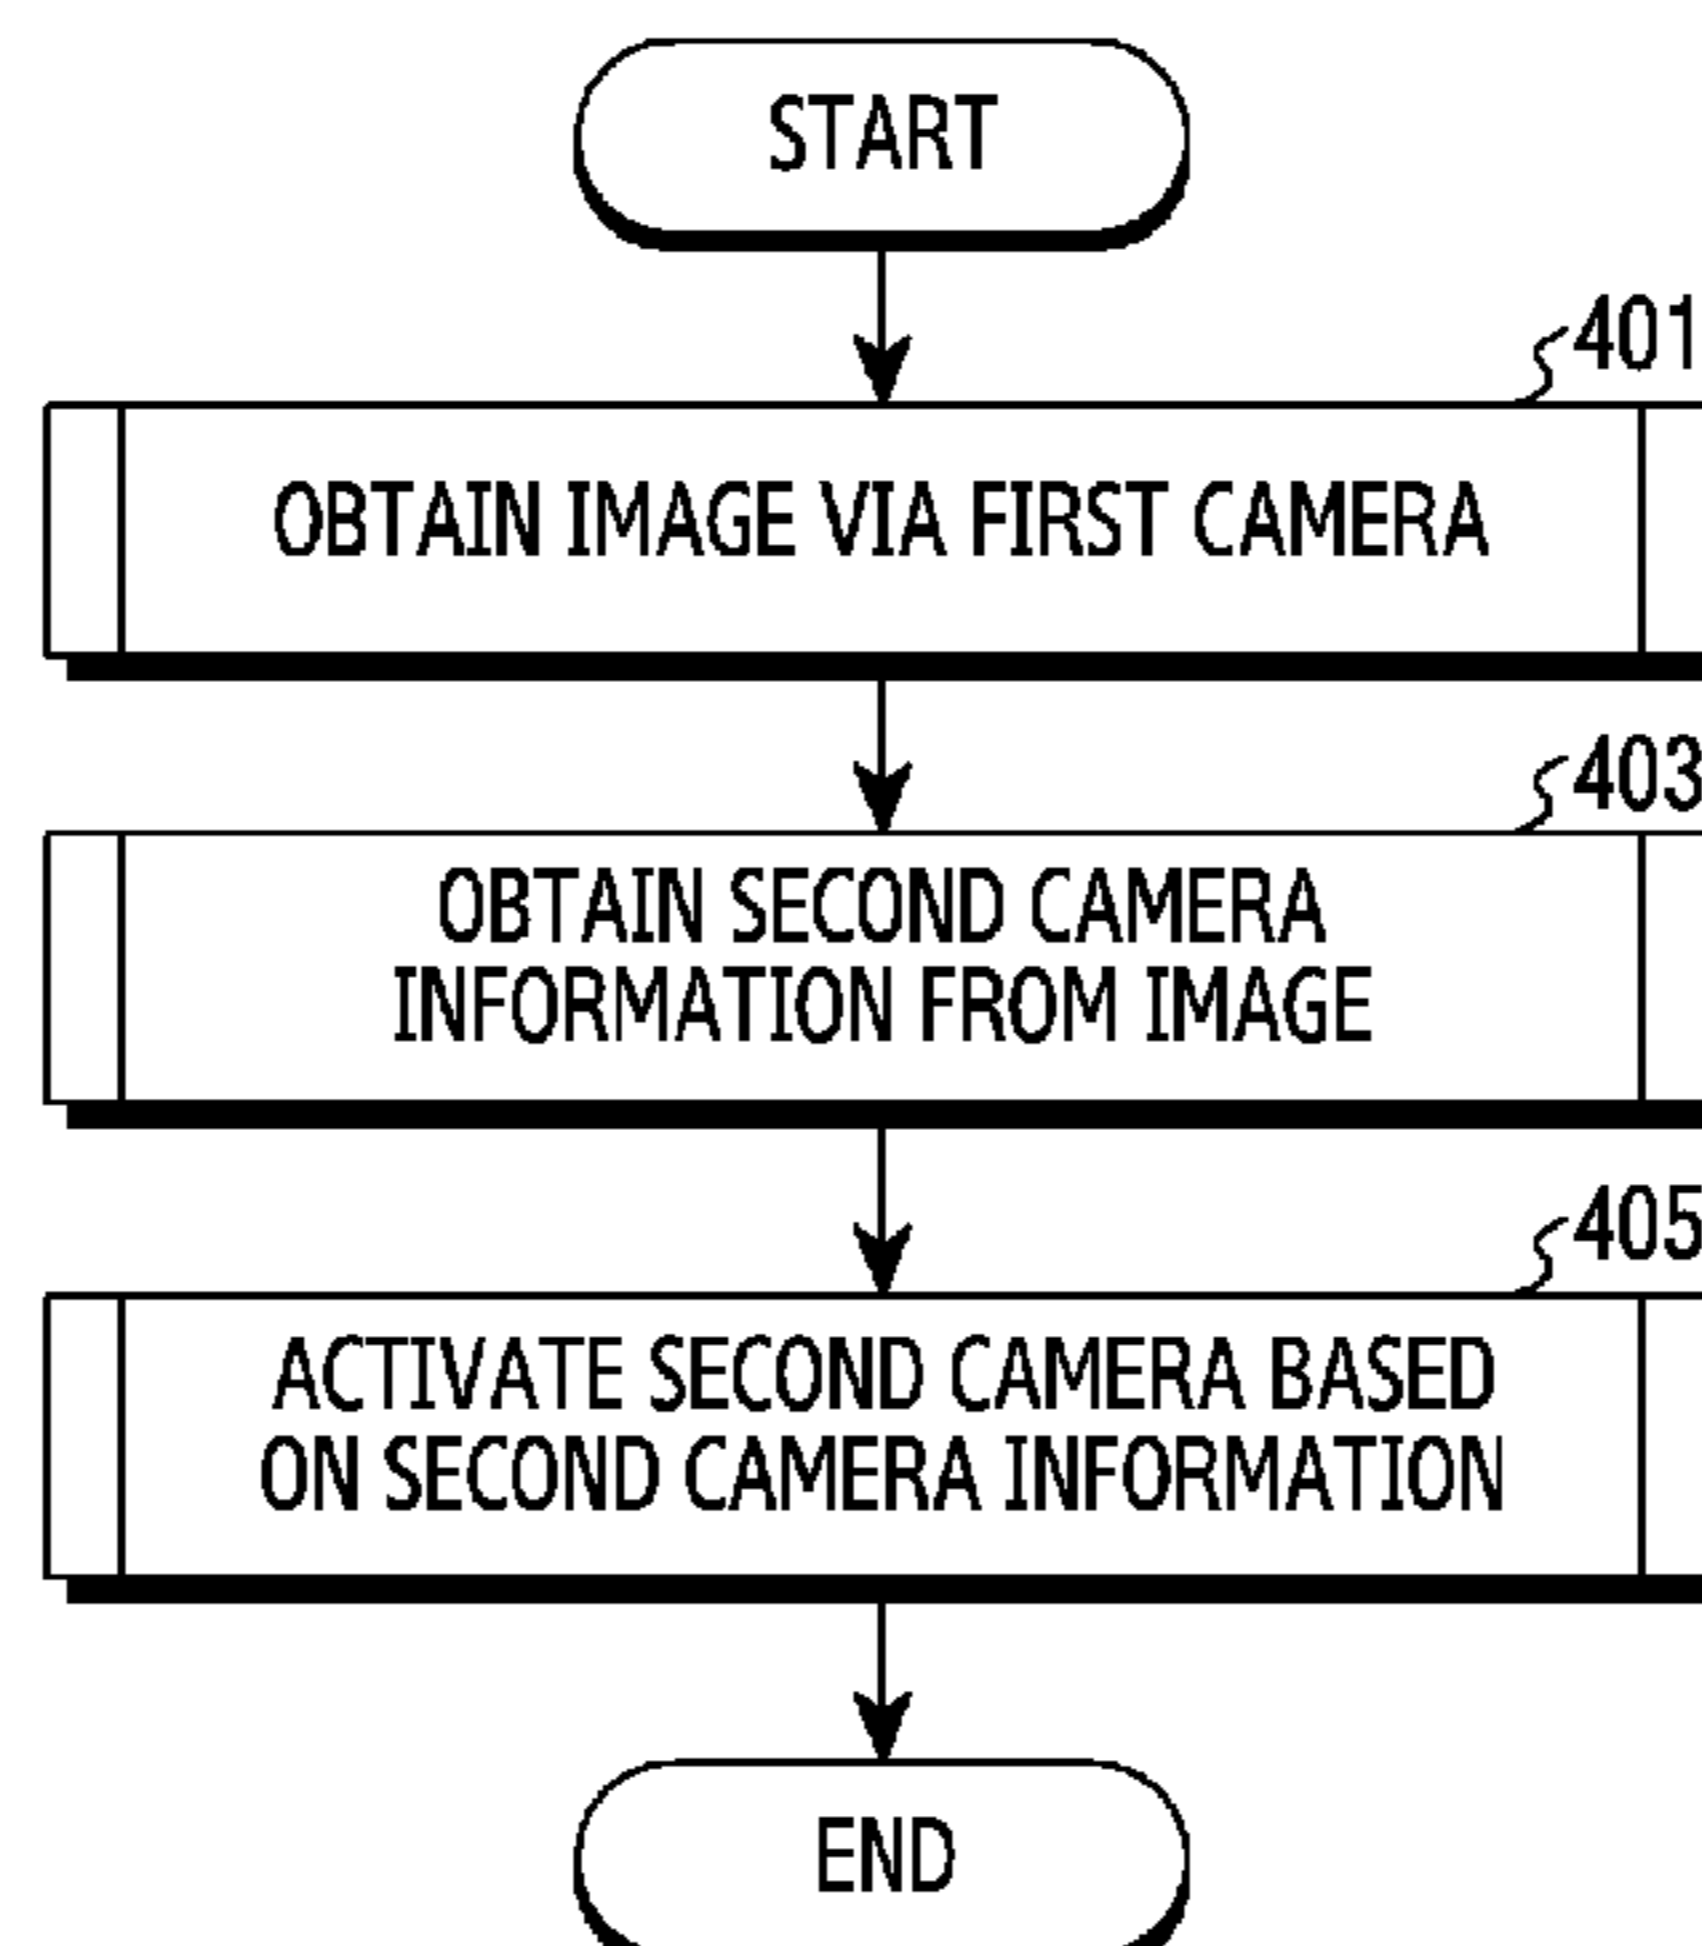 START
401
OBTAIN IMAGE VIA FIRST CAMERA
403
OBTAIN SECOND CAMERA
INFORMATION FROM IMAGE
405
ACTIVATE SECOND CAMERA BASED
ON SECOND CAMERA INFORMATION
END